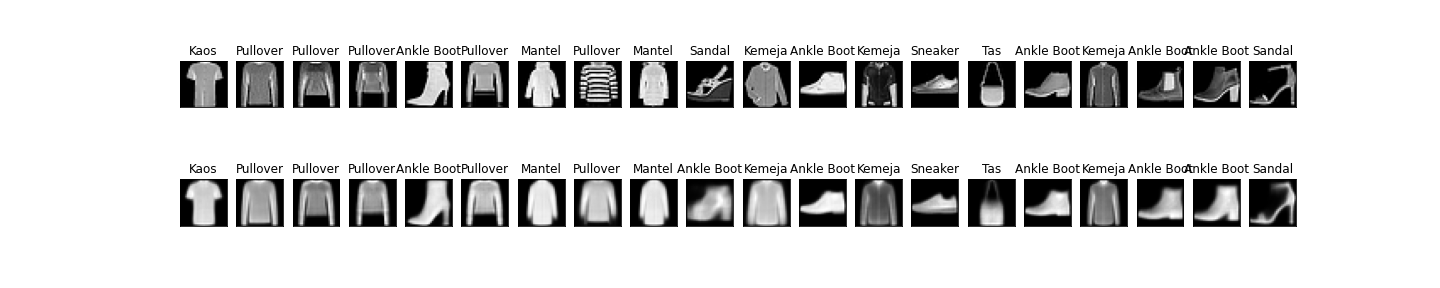 Kaos Pullover Pullover Pullover Ankle Boot Pullover Mantel Pullover Mantel Sandal Kemeja Ankle Boot Kemeja Sneaker Tas Ankle Boot Kemeja Ankle Boot Ankle Boot Sandal
Kaos Pullover Pullover Pullover Ankle Boot Pullover Mantel Pullover Mantel Ankle Boot Kemeja Ankle Boot Kemeja Sneaker Tas Ankle Boot Kemeja Ankle Boot Ankle Boot Sandal